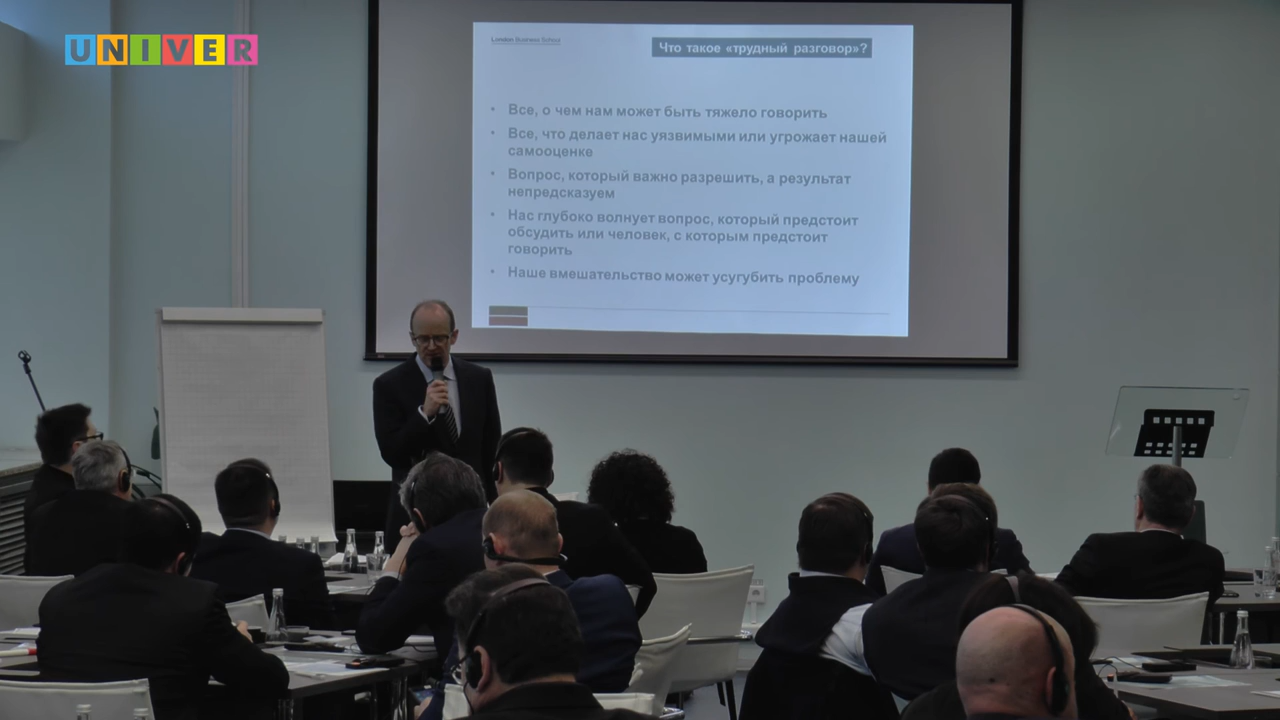 UNIVER
London Business School
Что такое «трудный разговор»?
• Все, о чем нам может быть тяжело говорить
• Все, что делает нас уязвимыми или угрожает нашей
самооценке
• Вопрос, который важно разрешить, а результат
непредсказуем
• Нас глубоко волнует вопрос, который предстоит
обсудить или человек, с которым предстоит
говорить
• Наше вмешательство может усугубить проблему